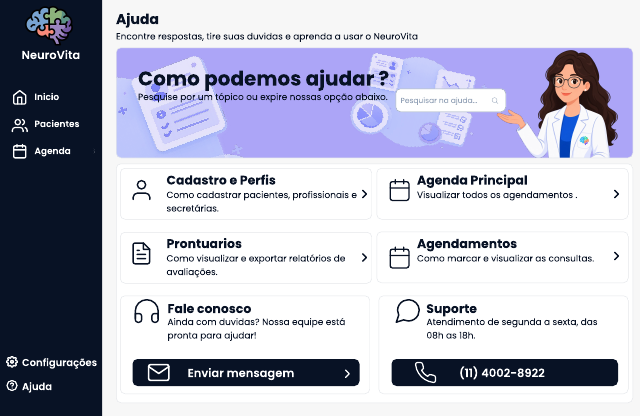 NeuroVita
Inicio
Pacientes
Agenda
Configurações
Ajuda
Ajuda
Encontre respostas, tire suas duvidas e aprenda a usar o NeuroVita
Como podemos ajudar ?
Pesquise por um tópico ou expire nossas opção abaixo.
Pesquisar na ajuda...
Cadastro e Perfis
Como cadastrar pacientes, profissionais e
secretárias.
Agenda Principal
Visualizar todos os agendamentos .
Prontuarios
Como visualizar e exportar relatórios de
avaliações.
Agendamentos
Como marcar e visualizar as consultas.
Fale conosco
Ainda com duvidas? Nossa equipe está
pronta para ajudar!
Enviar mensagem
Suporte
Atendimento de segunda a sexta, das
08h as 18h.
(11) 4002-8922